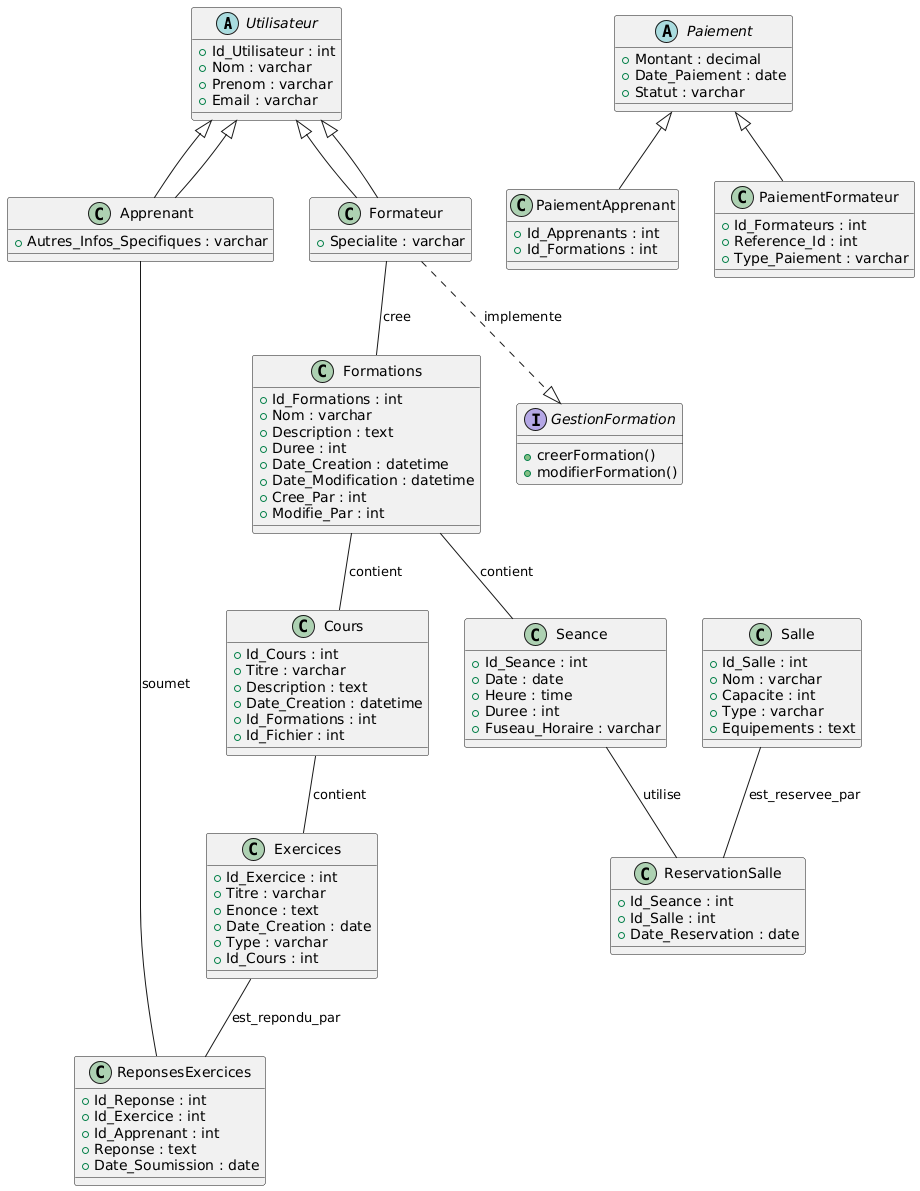 A Utilisateur
Id_Utilisateur : int
Nom : varchar
Prenom : varchar
Email : varchar
A Paiement
Montant : decimal
Date_Paiement : date
Statut : varchar
C Apprenant
Autres_Infos_Specifiques : varchar
C Formateur
Specialite : varchar
C PaiementApprenant
Id_Apprenants : int
Id_Formations : int
C PaiementFormateur
Id_Formateurs : int
Reference_Id : int
Type_Paiement : varchar
cree
implemente
C Formations
Id_Formations : int
Nom : varchar
Description : text
Duree : int
Date_Creation : datetime
Date_Modification : datetime
Cree_Par : int
Modifie_Par : int
I GestionFormation
creerFormation()
modifierFormation()
contient
contient
soumet
C Cours
Id_Cours : int
Titre : varchar
Description : text
Date_Creation : datetime
Id_Formations : int
Id_Fichier : int
C Seance
Id_Seance : int
Date : date
Heure : time
Duree : int
Fuseau_Horaire : varchar
C Salle
Id_Salle : int
Nom : varchar
Capacite : int
Type : varchar
Equipements : text
contient
utilise
est_reservee_par
C Exercices
Id_Exercice : int
Titre : varchar
Enonce : text
Date_Creation : date
Type : varchar
Id_Cours : int
C ReservationSalle
Id_Seance : int
Id_Salle : int
Date_Reservation : date
est_repondu_par
C ReponsesExercices
Id_Reponse : int
Id_Exercice : int
Id_Apprenant : int
Reponse : text
Date_Soumission : date